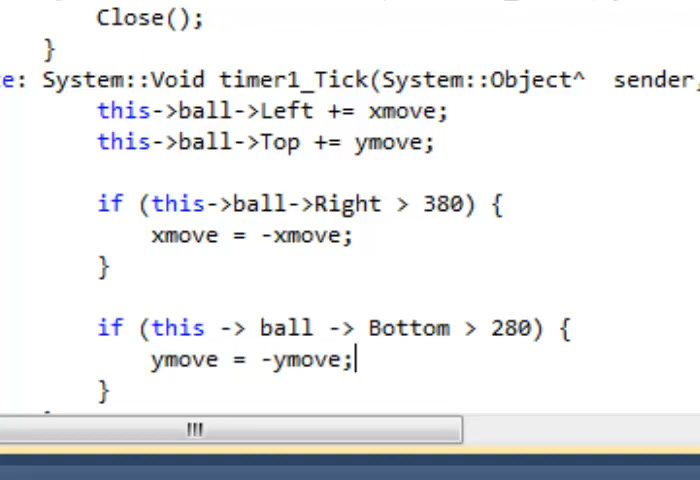 Close();
}
e: System::Void timer1_Tick(System::Object^  sender,
this->ball->Left += xmove;
this->ball->Top += ymove;
if (this->ball->Right > 380) {
xmove = -xmove;
}
if (this -> ball -> Bottom > 280) {
ymove = -ymove;
}